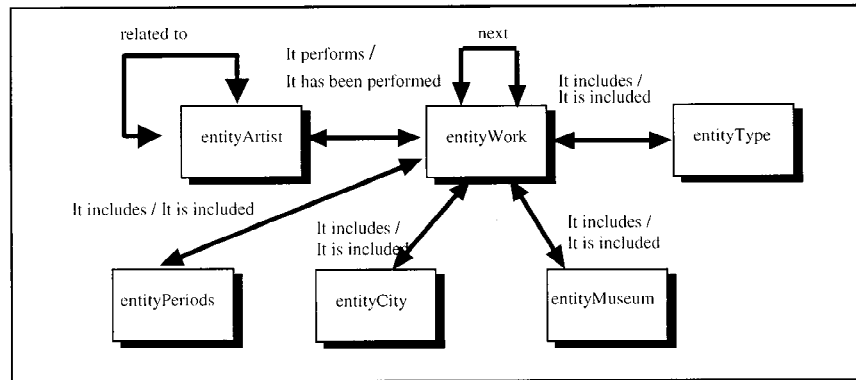 related to
next
It performs /
It has been performed
It includes /
It is included
entityArtist
entityWork
entityType
It includes / It is included
It includes /
It is included
It includes /
It is included
entityPeriods
entityCity
entityMuseum